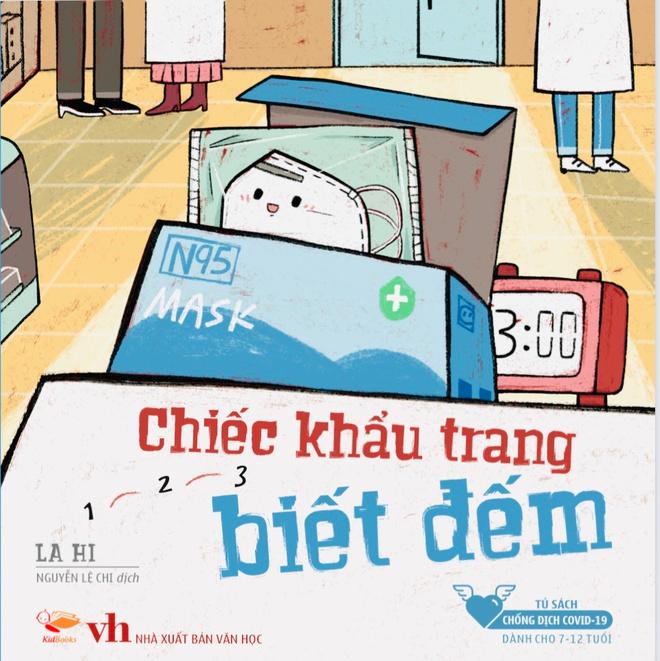 N95
MASK
3:00
Chiếc khẩu trang
1 2 3
biết đếm
LA HI
NGUYỄN LỆ CHI dịch
KidBooks
vh NHÀ XUẤT BẢN VĂN HỌC
TỦ SÁCH
CHỐNG DỊCH COVID-19
DÀNH CHO 7-12 TUỔI